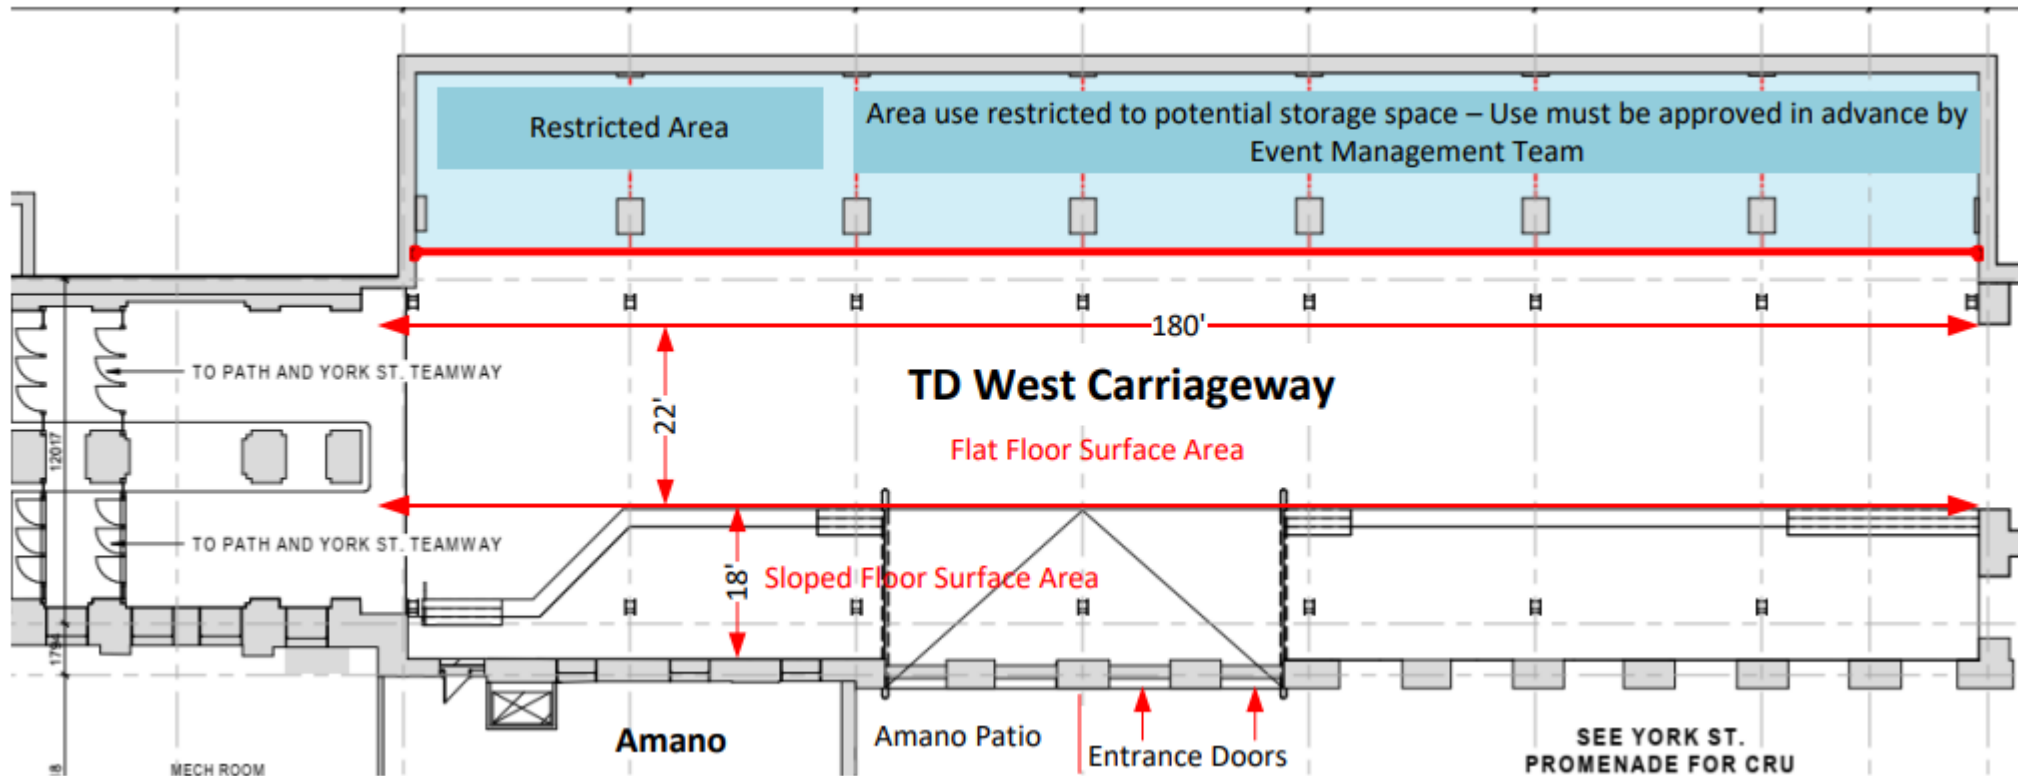 Restricted Area
Area use restricted to potential storage space – Use must be approved in advance by
Event Management Team
180'
TO PATH AND YORK ST. TEAMWAY
TD West Carriageway
22'
Flat Floor Surface Area
12017
TO PATH AND YORK ST. TEAMWAY
18'
Sloped Floor Surface Area
1794
Amano
Amano Patio
Entrance Doors
SEE YORK ST.
PROMENADE FOR CRU
MECH ROOM